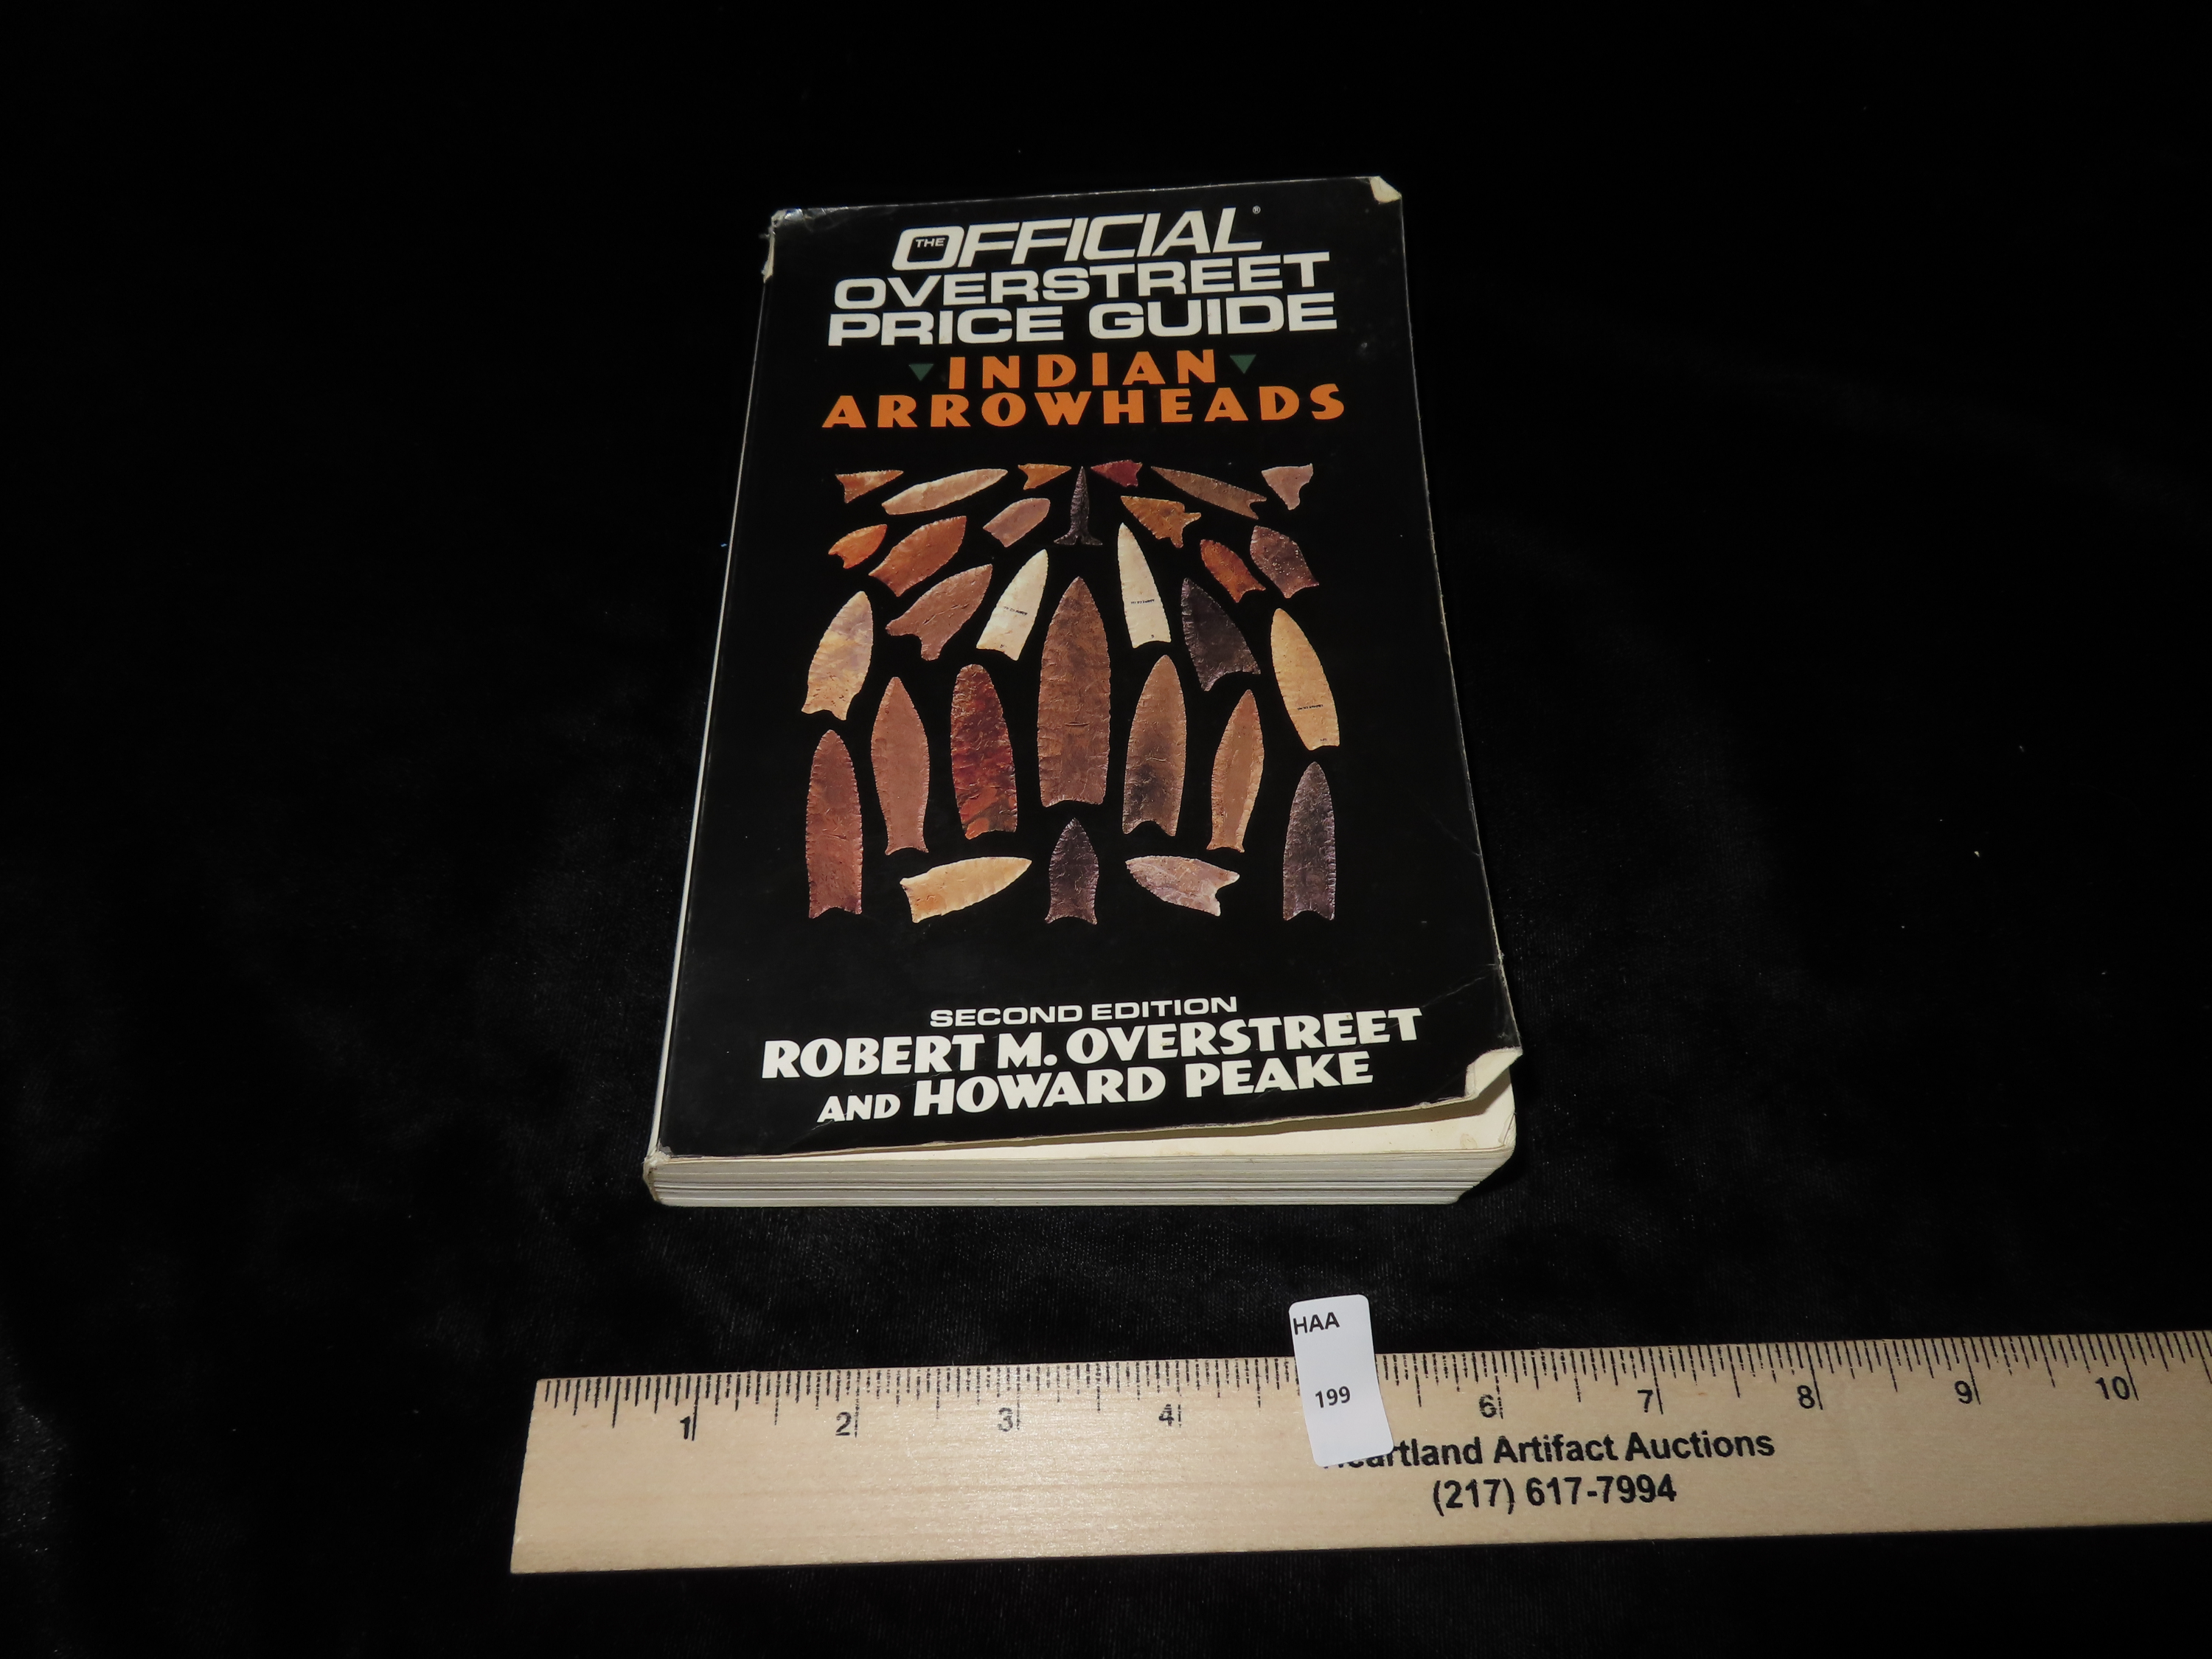 THE OFFICIAL®
OVERSTREET
PRICE GUIDE
INDIAN
ARROWHEADS
SECOND EDITION
ROBERT M. OVERSTREET
AND HOWARD PEAKE
HAA
199
1 2 3 4 6 7 8 9 10
Artifact Auctions
(217) 617-7994